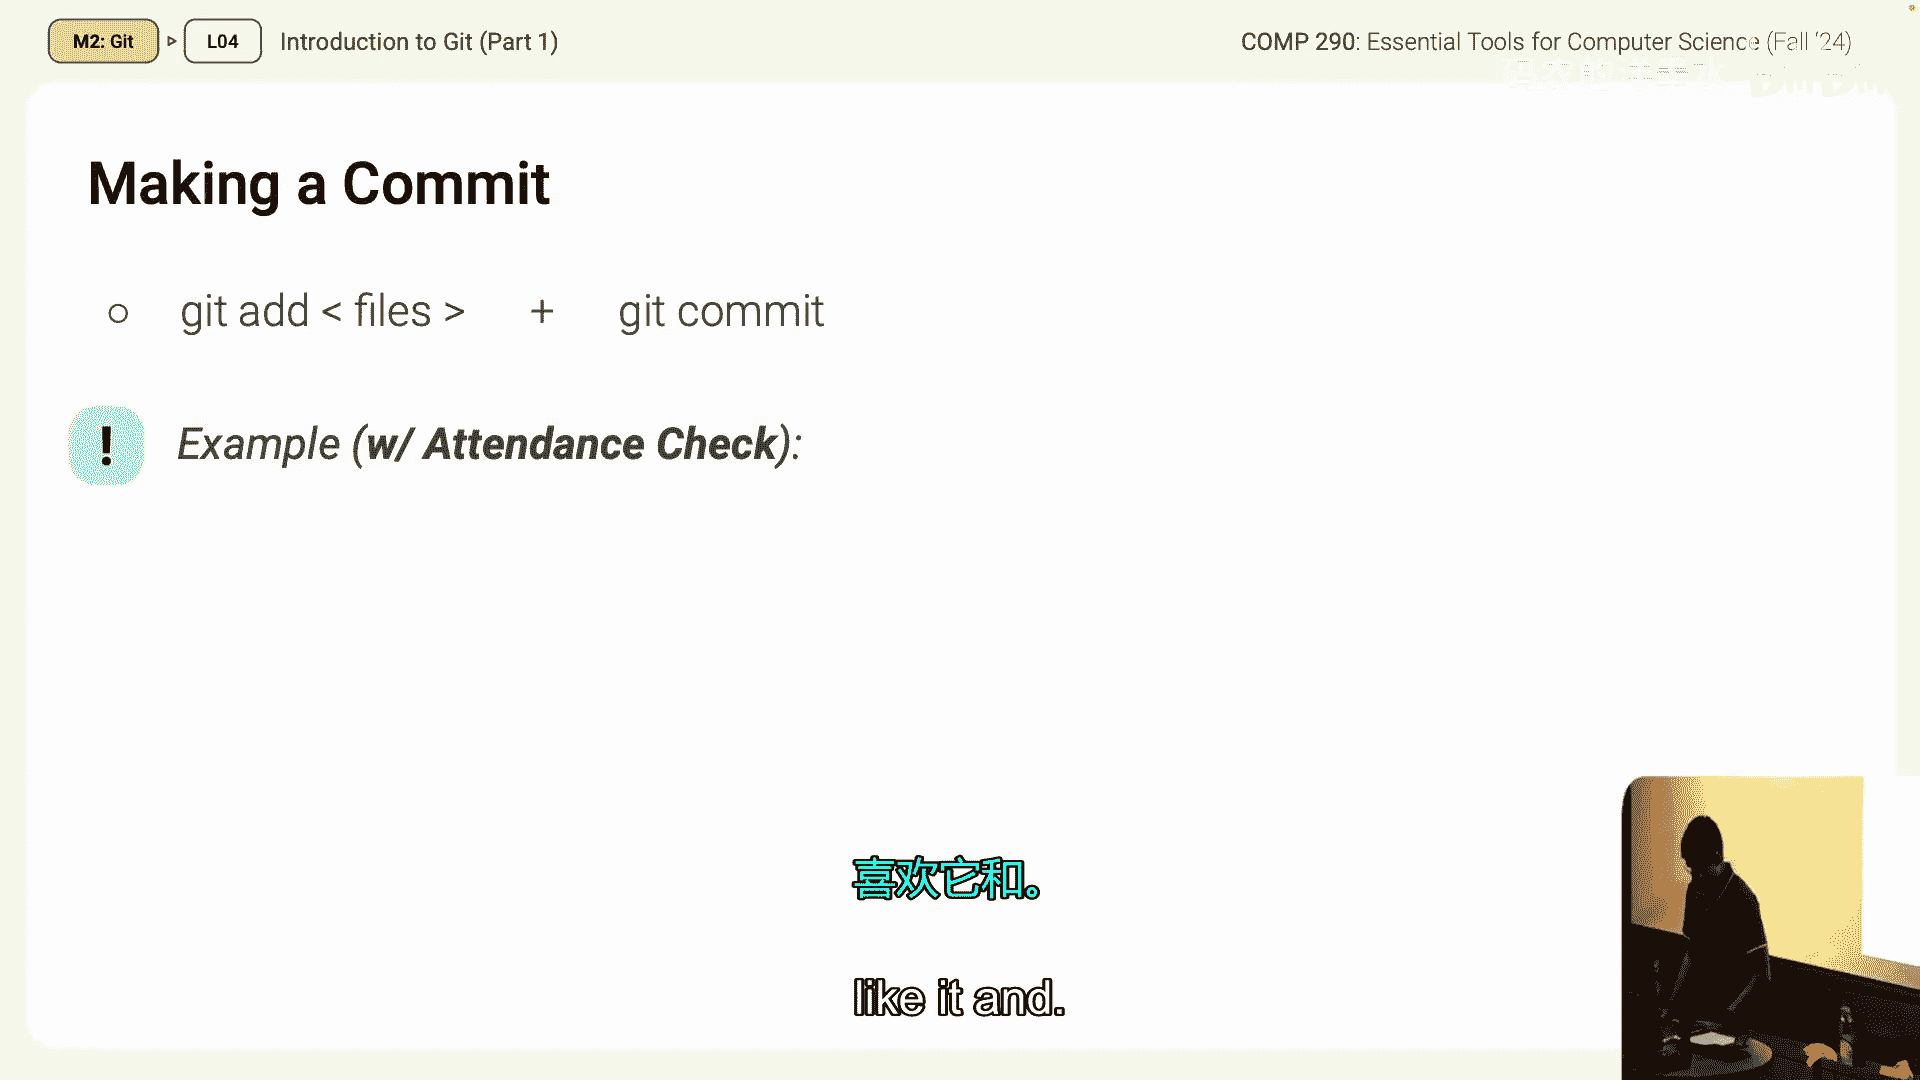 M2: Git
L04
Introduction to Git (Part 1)
COMP 290: Essential Tools for Computer Science (Fall ‘24)
Making a Commit
git add < files > + git commit
! Example (w/ Attendance Check):
喜欢它和。
like it and.